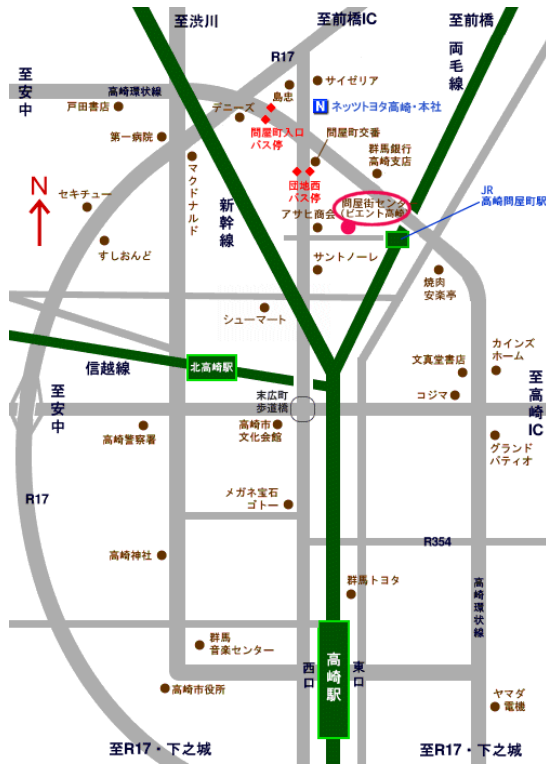 至渋川
至前橋IC
至前橋
R17
両毛線
至安中
高崎環状線
戸田書店
デニーズ
島忠
サイゼリア
N ネッツトヨタ高崎・本社
第一病院
問屋町入口
バス停
問屋町交番
群馬銀行
高崎支店
マクドナルド
団地西
バス停
N
セキチュー
新幹線
アサヒ商会
問屋街センタ
(ビエント高崎
JR
高崎問屋町駅
すしおんど
サントノーレ
焼肉
安楽亭
シューマート
信越線
北高崎駅
文真堂書店
カインズ
ホーム
至安中
末広町
歩道橋
コジマ
至高崎IC
高崎警察署
高崎市
文化会館
グランド
パティオ
R17
メガネ宝石
ゴトー
R354
高崎神社
群馬トヨタ
高崎環状線
群馬
音楽センター
西口
高崎駅
東口
高崎市役所
ヤマダ
電機
至R17・下之城
至R17・下之城